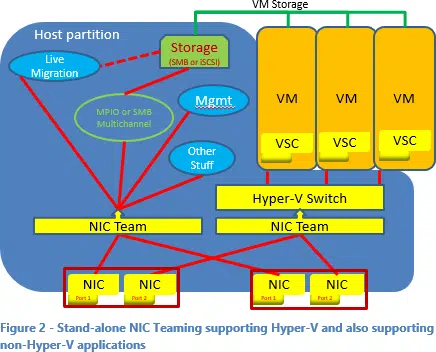 VM Storage
Host partition
Storage
(SMB or iSCSI)
Live
Migration
MPIO or SMB
Multichannel
Mgmt
Other
Stuff
VM
VM
VM
VSC
VSC
VSC
Hyper-V Switch
NIC Team
NIC Team
NIC
NIC
NIC
NIC
Port 1
Port 2
Port 1
Port 2
Figure 2 - Stand-alone NIC Teaming supporting Hyper-V and also supporting
non-Hyper-V applications